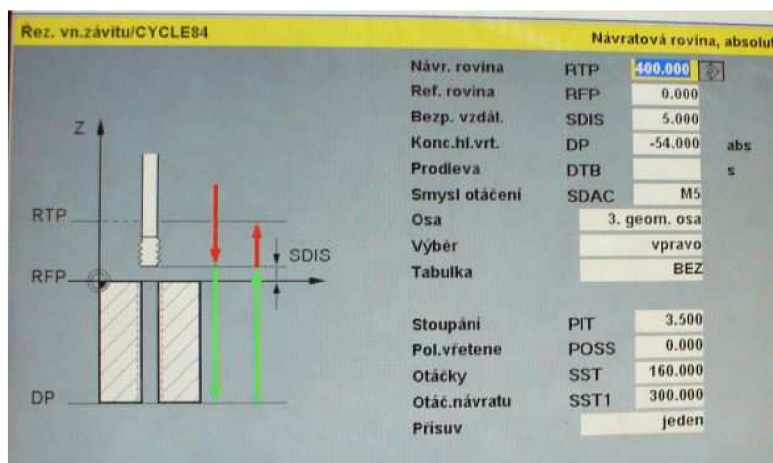 Řez. vn.závitu/CYCLE84
Návratová rovina, absolut
Návr. rovina RTP 400.000
Ref. rovina RFP 0.000
Bezp. vzdál. SDIS 5.000
Konc.hl.vrt. DP -54.000 abs
Prodleva DTB s
Smysl otáčení SDAC M5
Osa 3. geom. osa
Výběr vpravo
Tabulka BEZ
Stoupání PIT 3.500
Pol.vřetene POSS 0.000
Otáčky SST 160.000
Otáč.návratu SST1 300.000
Přísuv jeden
Z
RTP
SDIS
RFP
DP